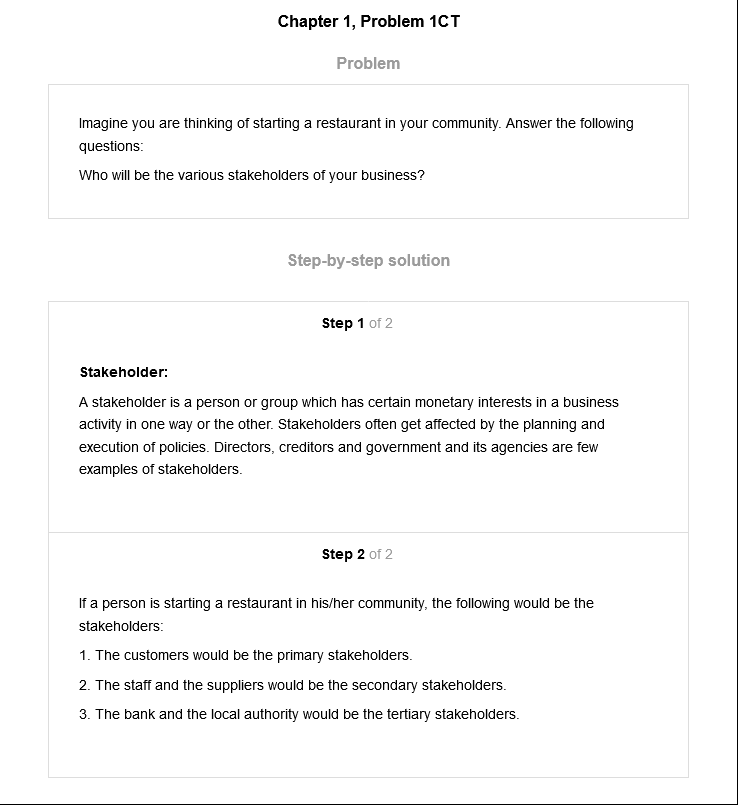 Chapter 1, Problem 1CT
Problem
Imagine you are thinking of starting a restaurant in your community. Answer the following
questions:
Who will be the various stakeholders of your business?
Step-by-step solution
Step 1 of 2
Stakeholder:
A stakeholder is a person or group which has certain monetary interests in a business
activity in one way or the other. Stakeholders often get affected by the planning and
execution of policies. Directors, creditors and government and its agencies are few
examples of stakeholders.
Step 2 of 2
If a person is starting a restaurant in his/her community, the following would be the
stakeholders:
1. The customers would be the primary stakeholders.
2. The staff and the suppliers would be the secondary stakeholders.
3. The bank and the local authority would be the tertiary stakeholders.